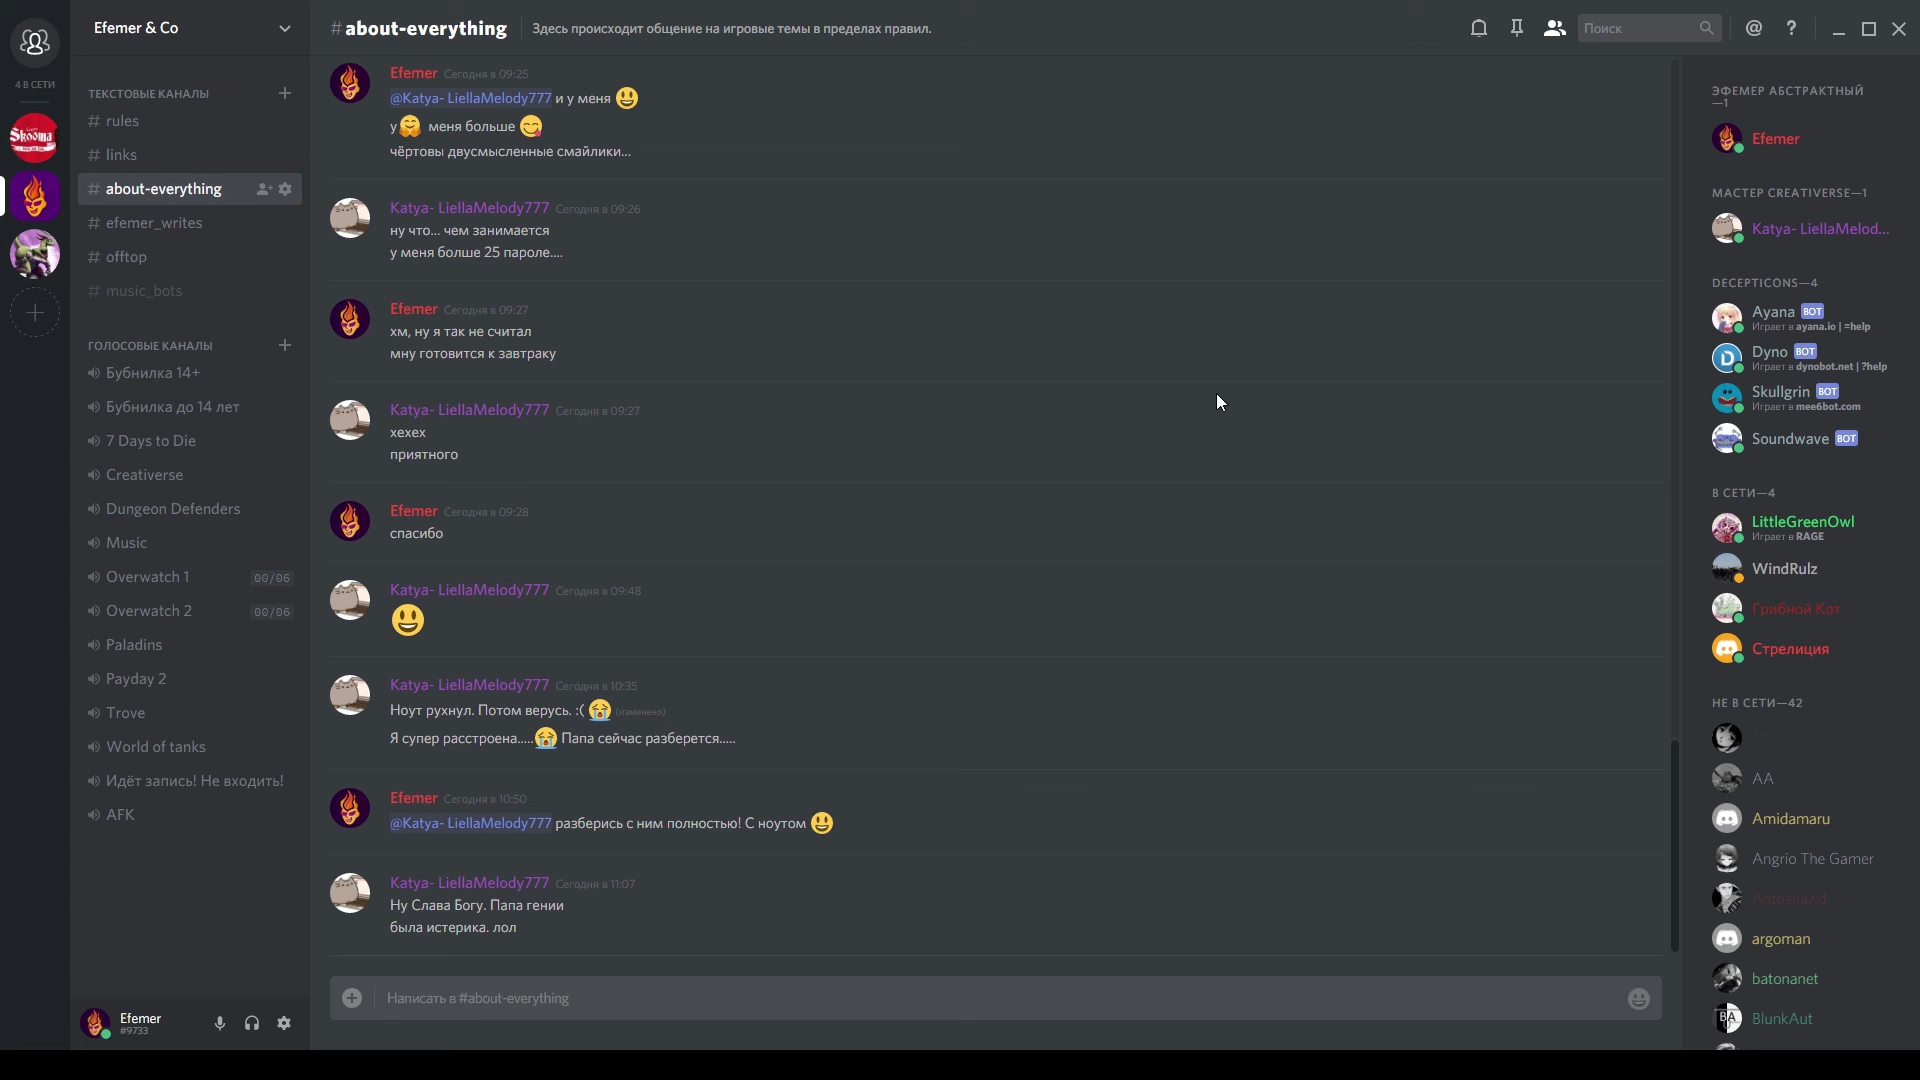 4 В СЕТИ
Skooma
Efemer & Co
ТЕКСТОВЫЕ КАНАЛЫ
# rules
# links
# about-everything
# efemer_writes
# offtop
# music_bots
ГОЛОСОВЫЕ КАНАЛЫ
Бубнилка 14+
Бубнилка до 14 лет
7 Days to Die
Creativerse
Dungeon Defenders
Music
Overwatch 1 00/06
Overwatch 2 00/06
Paladins
Payday 2
Trove
World of tanks
Идёт запись! Не входить!
AFK
Efemer
#9733
#about-everything Здесь происходит общение на игровые темы в пределах правил.
Поиск
Efemer Сегодня в 09:25
@Katya- LiellaMelody777 и у меня 😃
у🤗 меня больше 😋
чёртовы двусмысленные смайлики...
Katya- LiellaMelody777 Сегодня в 09:26
ну что... чем занимается
у меня болше 25 пароле....
Efemer Сегодня в 09:27
хм, ну я так не считал
мну готовится к завтраку
Katya- LiellaMelody777 Сегодня в 09:27
хехех
приятного
Efemer Сегодня в 09:28
спасибо
Katya- LiellaMelody777 Сегодня в 09:48
😃
Katya- LiellaMelody777 Сегодня в 10:35
Ноут рухнул. Потом верусь. :( 😭 (изменено)
Я супер расстроена.....😭 Папа сейчас разберется.....
Efemer Сегодня в 10:50
@Katya- LiellaMelody777 разберись с ним полностью! С ноутом 😃
Katya- LiellaMelody777 Сегодня в 11:07
Ну Слава Богу. Папа гении
была истерика. лол
Написать в #about-everything
ЭФЕМЕР АБСТРАКТНЫЙ
—1
Efemer
МАСТЕР CREATIVERSE—1
Katya- LiellaMelod...
DECEPTICONS—4
Ayana BOT
Играет в ayana.io | =help
Dyno BOT
Играет в dynobot.net | ?help
Skullgrin BOT
Играет в mee6bot.com
Soundwave BOT
В СЕТИ—4
LittleGreenOwl
Играет в RAGE
WindRulz
Грибной Кот
Стрелиция
НЕ В СЕТИ—42
AA
Amidamaru
Angrio The Gamer
argoman
batonanet
BA
BlunkAut